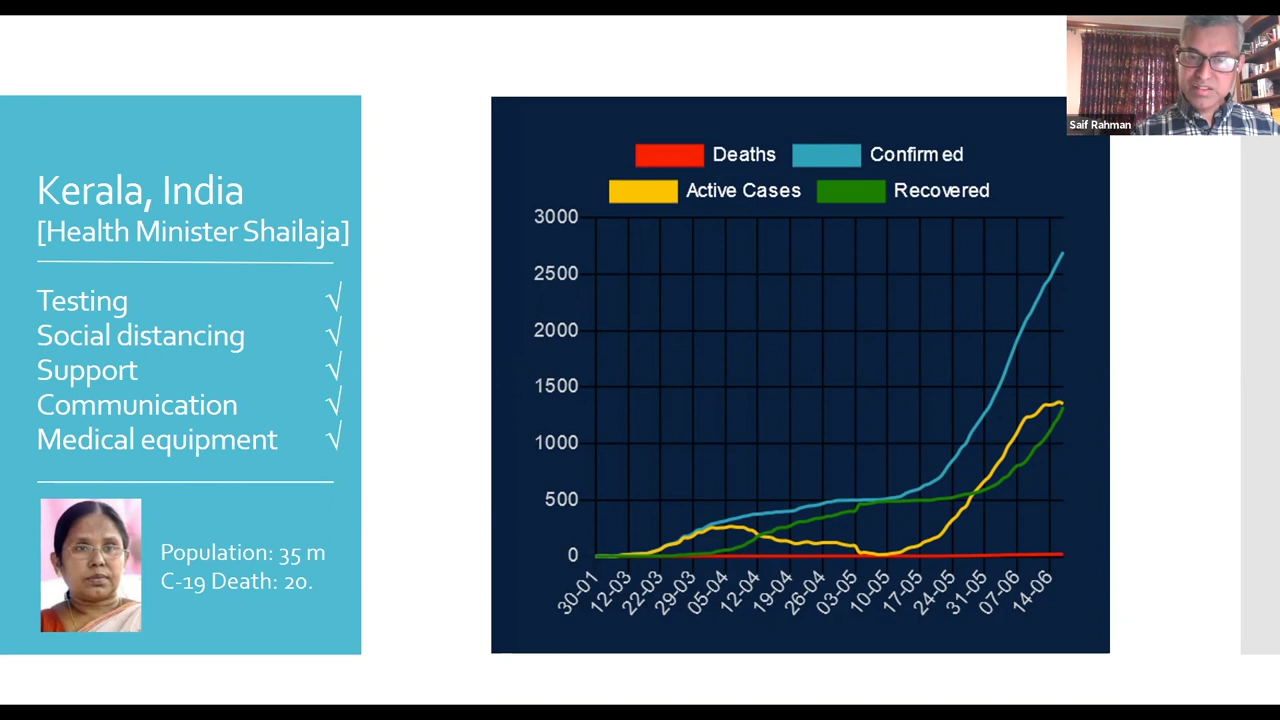 Kerala, India
[Health Minister Shailaja]
Testing √
Social distancing √
Support √
Communication √
Medical equipment √
Population: 35 m
C-19 Death: 20.
Saif Rahman
Deaths Confirmed
Active Cases Recovered
3000
2500
2000
1500
1000
500
0
30-01 12-03 22-03 29-03 05-04 12-04 19-04 26-04 03-05 10-05 17-05 24-05 31-05 07-06 14-06